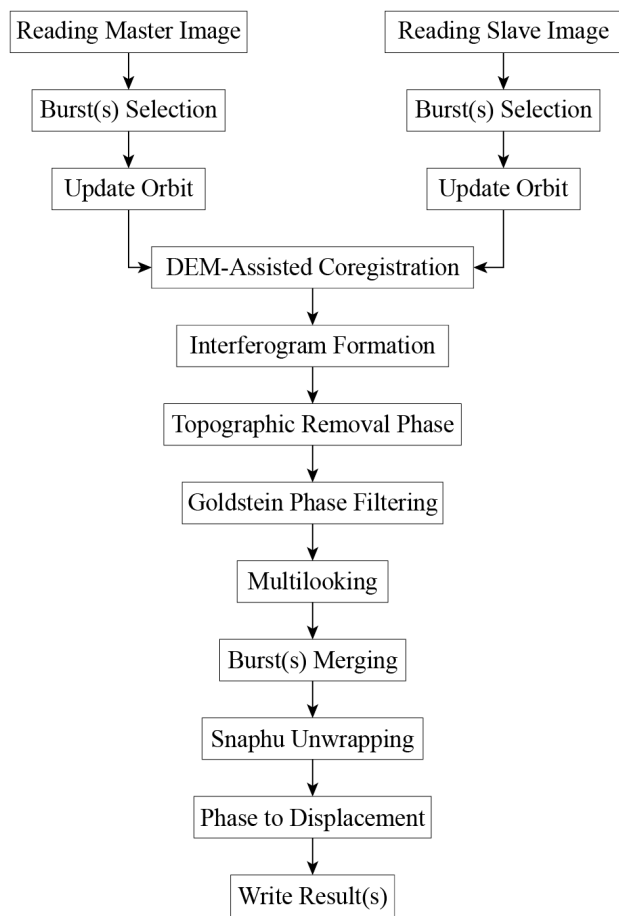 Reading Master Image
Reading Slave Image
Burst(s) Selection
Burst(s) Selection
Update Orbit
Update Orbit
DEM-Assisted Coregistration
Interferogram Formation
Topographic Removal Phase
Goldstein Phase Filtering
Multilooking
Burst(s) Merging
Snaphu Unwrapping
Phase to Displacement
Write Result(s)